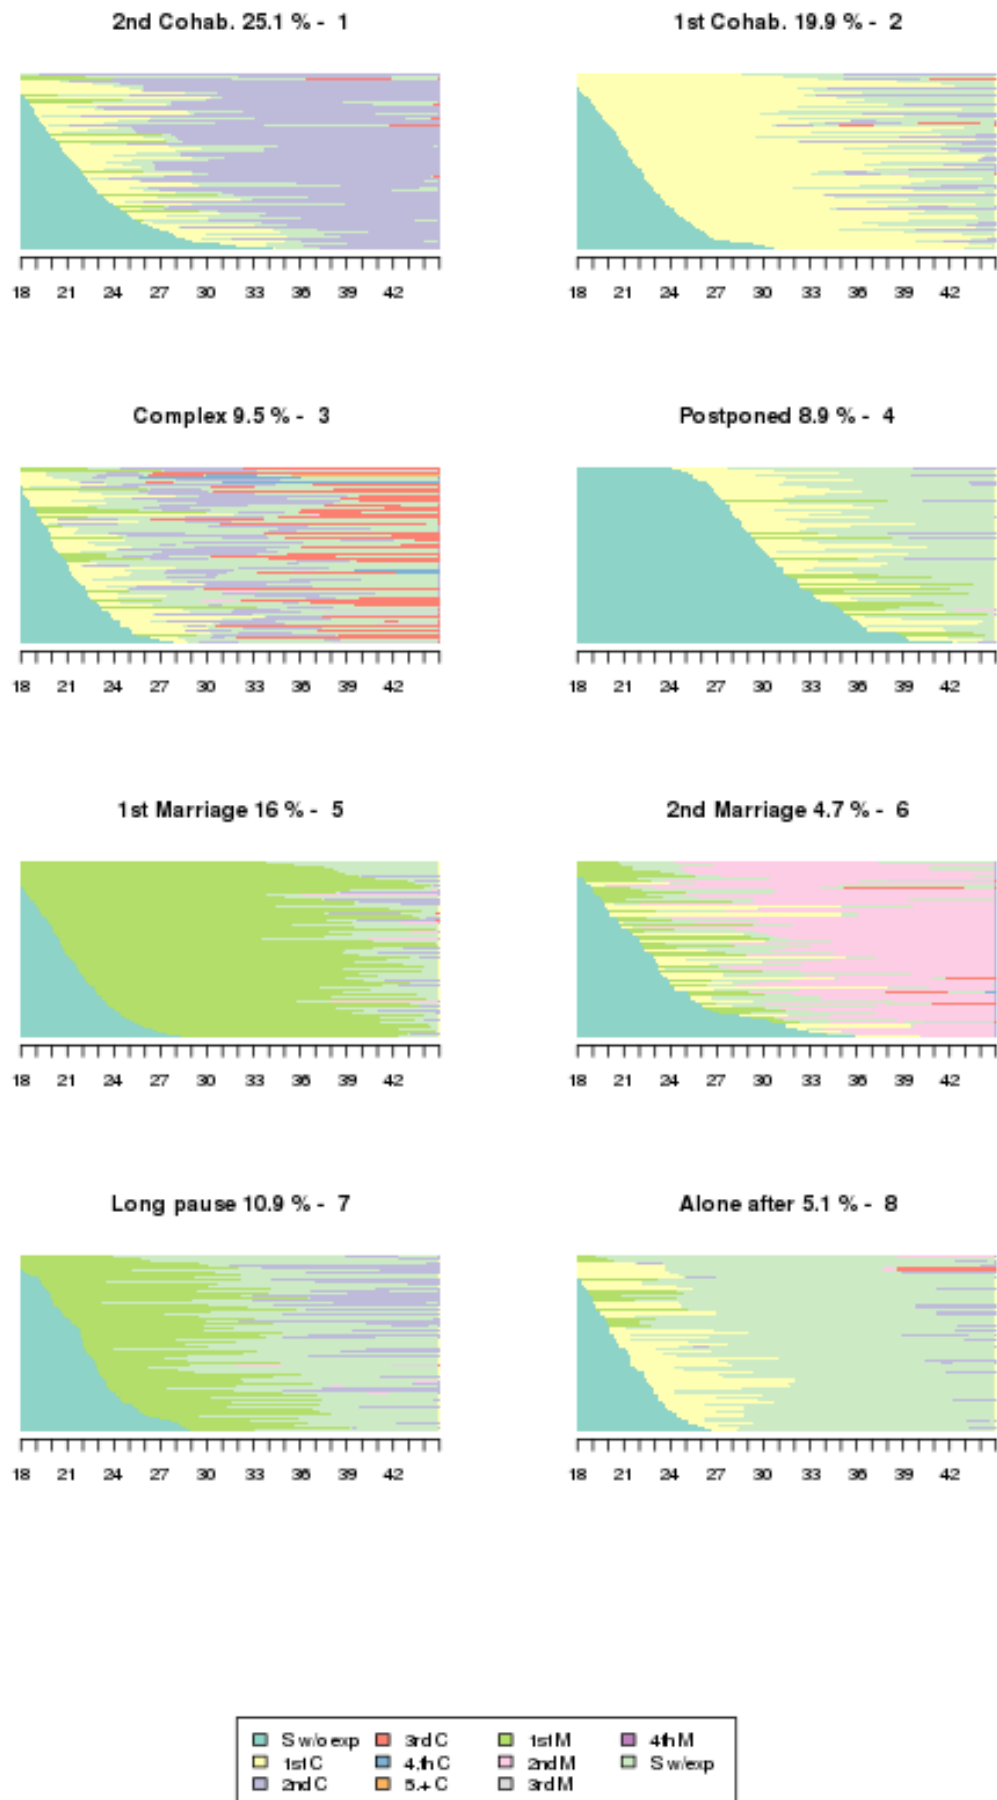 2nd Cohab. 25.1 % - 1
1st Cohab. 19.9 % - 2
18 21 24 27 30 33 36 39 42
18 21 24 27 30 33 36 39 42
Complex 9.5 % - 3
Postponed 8.9 % - 4
18 21 24 27 30 33 36 39 42
18 21 24 27 30 33 36 39 42
1st Marriage 16 % - 5
2nd Marriage 4.7 % - 6
18 21 24 27 30 33 36 39 42
18 21 24 27 30 33 36 39 42
Long pause 10.9 % - 7
Alone after 5.1 % - 8
18 21 24 27 30 33 36 39 42
18 21 24 27 30 33 36 39 42
S w/o exp 3rd C 1st M 4th M
1st C 4.th C 2nd M S w/exp
2nd C 5.+ C 3rd M